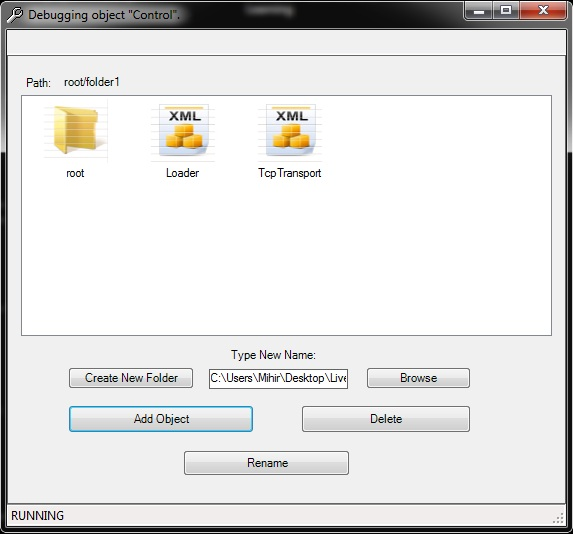 Debugging object "Control".
Path: root/folder1
XML XML
root Loader TcpTransport
Type New Name:
Create New Folder C:\Users\Mihir\Desktop\Live Browse
Add Object Delete
Rename
RUNNING